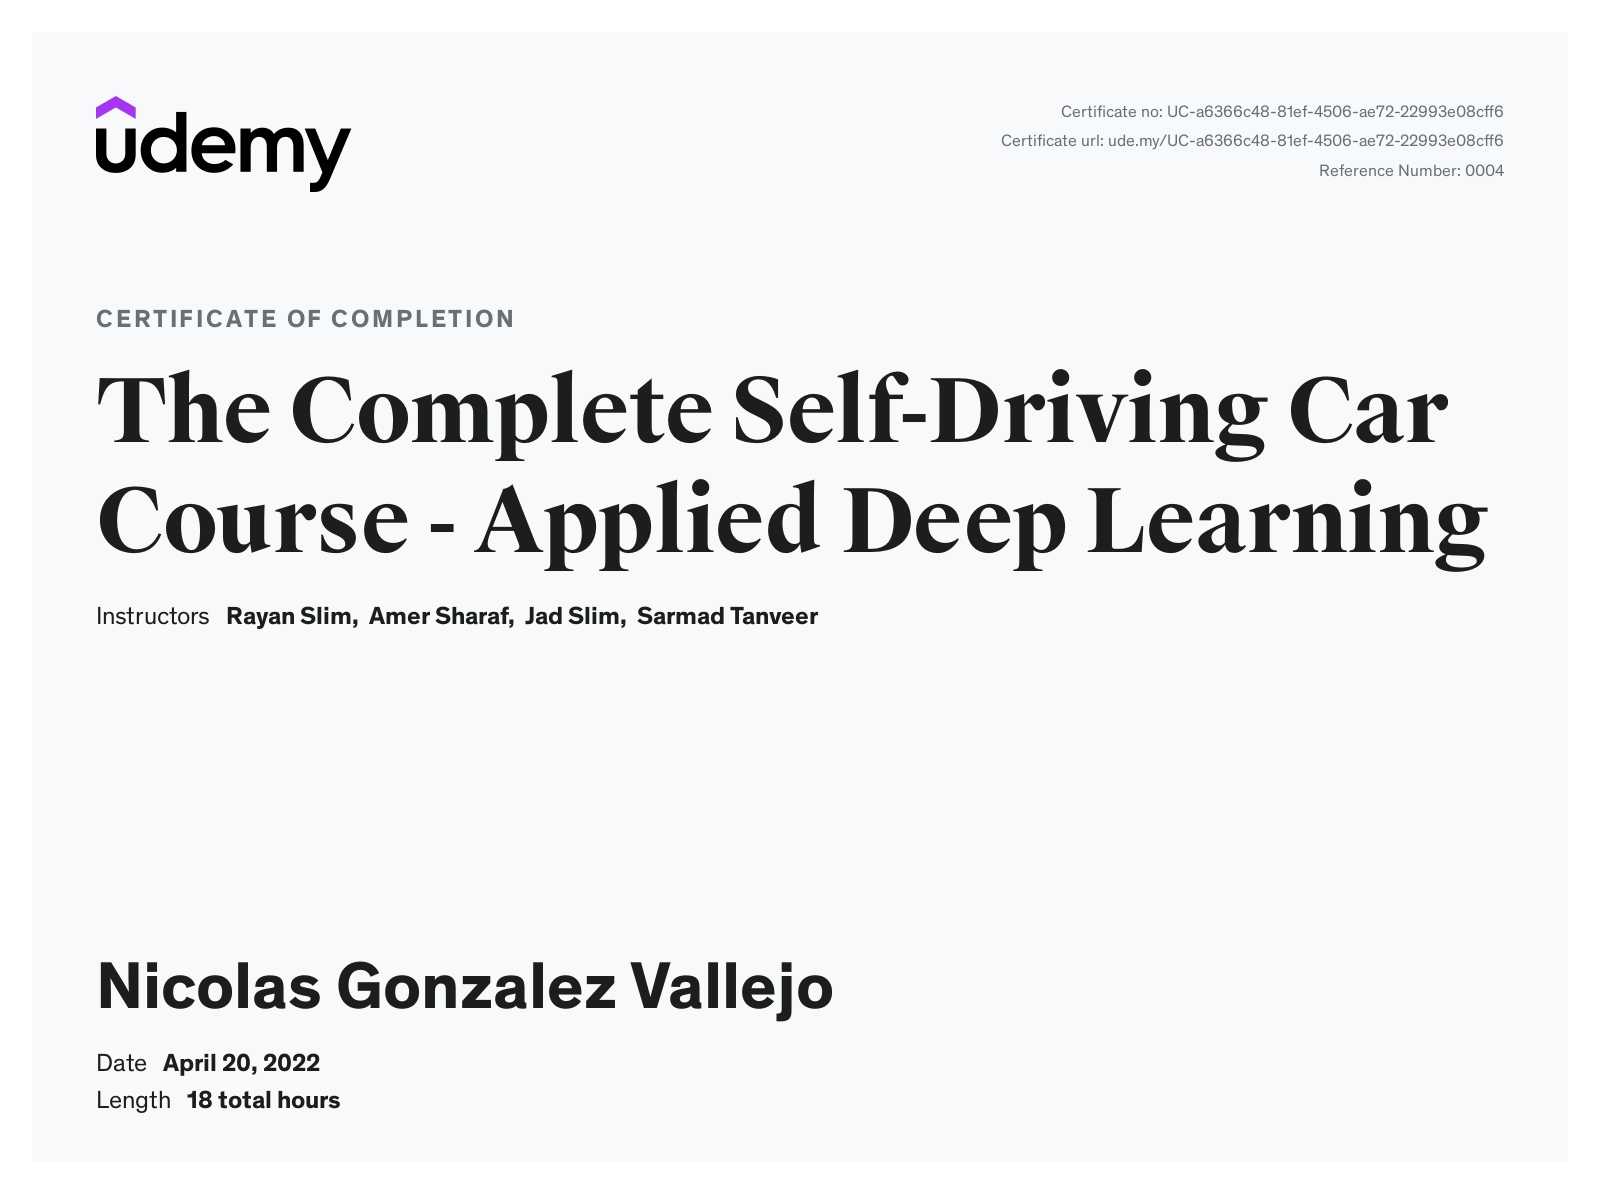 udemy
Certificate no: UC-a6366c48-81ef-4506-ae72-22993e08cff6
Certificate url: ude.my/UC-a6366c48-81ef-4506-ae72-22993e08cff6
Reference Number: 0004
CERTIFICATE OF COMPLETION
The Complete Self-Driving Car
Course - Applied Deep Learning
Instructors Rayan Slim, Amer Sharaf, Jad Slim, Sarmad Tanveer
Nicolas Gonzalez Vallejo
Date April 20, 2022
Length 18 total hours